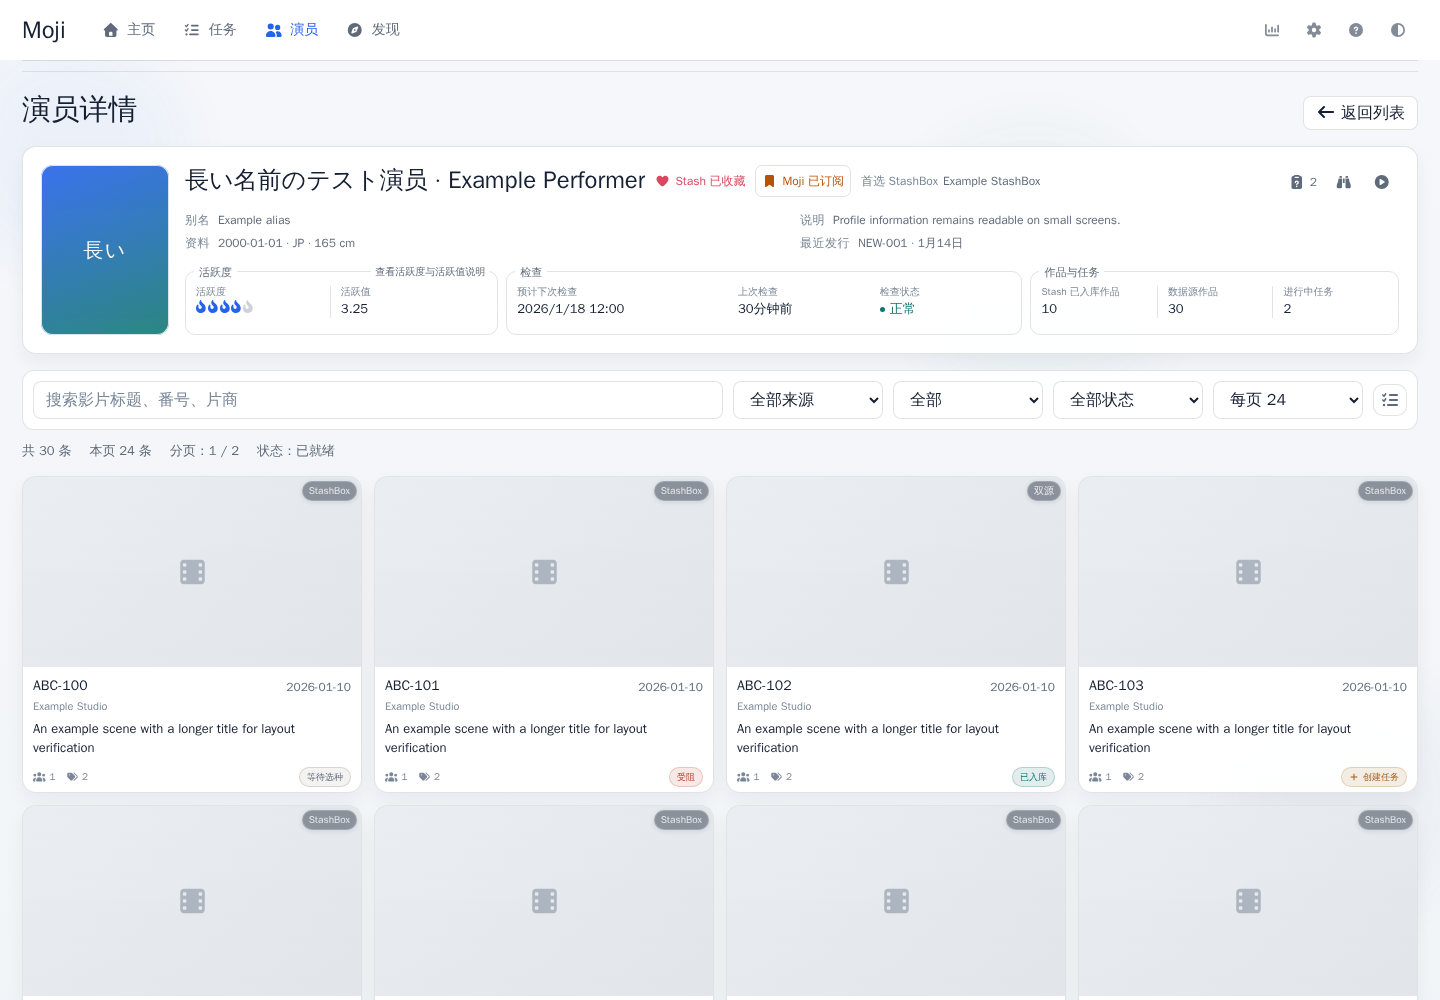 Moji 主页 任务 演员 发现
演员详情
返回列表
長い
長い名前のテスト演员 · Example Performer Stash 已收藏 Moji 已订阅 首选 StashBox Example StashBox 2
别名 Example alias 说明 Profile information remains readable on small screens.
资料 2000-01-01 · JP · 165 cm 最近发行 NEW-001 · 1月14日
活跃度 查看活跃度与活跃值说明 检查 作品与任务
活跃度 活跃值 预计下次检查 上次检查 检查状态 Stash 已入库作品 数据源作品 进行中任务
3.25 2026/1/18 12:00 30分钟前 正常 10 30 2
搜索影片标题、番号、片商 全部来源 全部 全部状态 每页 24
共 30 条 本页 24 条 分页：1 / 2 状态：已就绪
StashBox StashBox 双源 StashBox
ABC-100 2026-01-10 ABC-101 2026-01-10 ABC-102 2026-01-10 ABC-103 2026-01-10
Example Studio Example Studio Example Studio Example Studio
An example scene with a longer title for layout An example scene with a longer title for layout An example scene with a longer title for layout An example scene with a longer title for layout
verification verification verification verification
1 2 等待选种 1 2 受阻 1 2 已入库 1 2 创建任务
StashBox StashBox StashBox StashBox